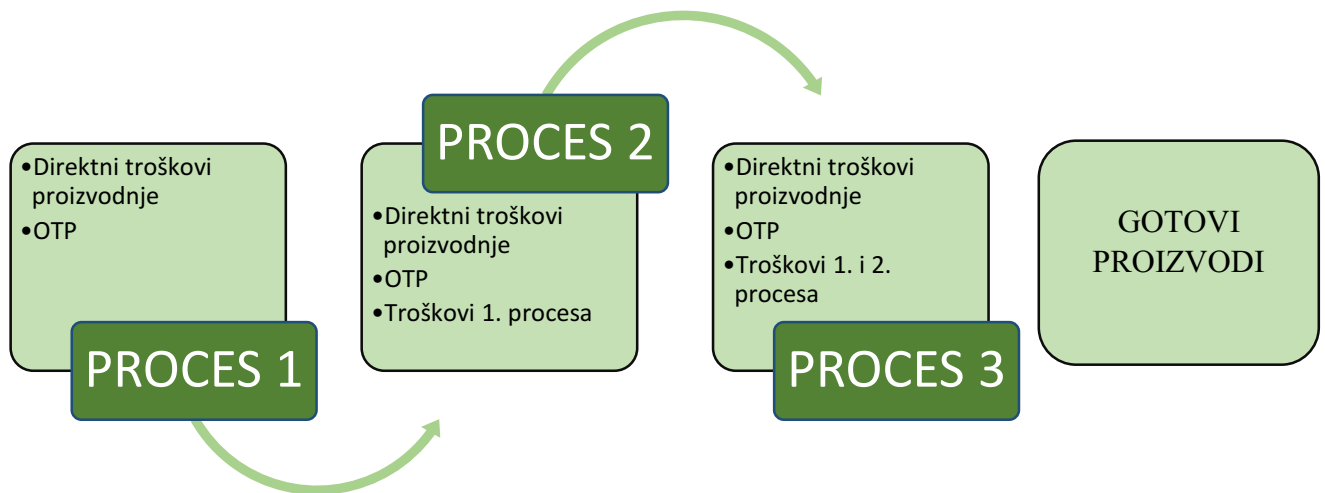 •Direktni troškovi
proizvodnje
•OTP
PROCES 1
PROCES 2
•Direktni troškovi
proizvodnje
•OTP
•Troškovi 1. procesa
•Direktni troškovi
proizvodnje
•OTP
•Troškovi 1. i 2.
procesa
PROCES 3
GOTOVI
PROIZVODI